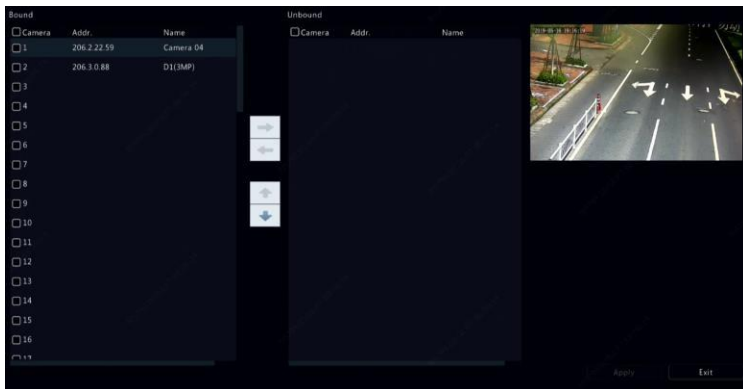 Bound
Unbound
Camera Addr. Name
Camera Addr. Name
1 206.2.22.59 Camera 04
2 206.3.0.88 D1(3MP)
3
4
5
6
7
8
9
10
11
12
13
14
15
16
17
Apply
Exit